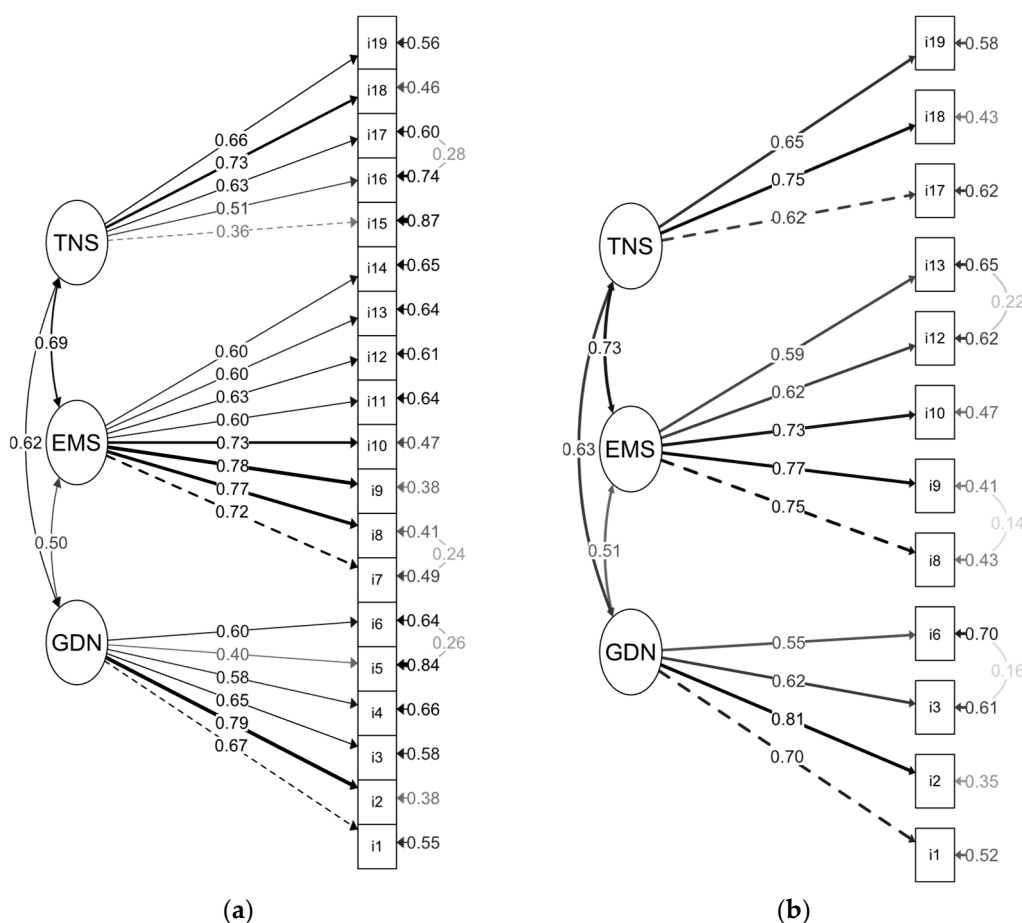 i19
0.56
i18
0.46
i17
0.60
0.28
i16
0.74
i15
0.87
0.66
0.73
0.63
0.51
0.36
TNS
i14
0.65
i13
0.64
i12
0.61
i11
0.64
i10
0.47
i9
0.38
i8
0.41
0.24
i7
0.49
0.60
0.60
0.63
0.60
0.73
0.78
0.77
0.72
EMS
0.69
0.62
0.50
i6
0.64
0.26
i5
0.84
i4
0.66
i3
0.58
i2
0.38
i1
0.55
0.60
0.40
0.58
0.65
0.79
0.67
GDN
(a)
i19
0.58
i18
0.43
i17
0.62
0.65
0.75
0.62
TNS
i13
0.65
0.22
i12
0.62
i10
0.47
i9
0.41
0.14
i8
0.43
0.59
0.62
0.73
0.77
0.75
EMS
0.73
0.63
0.51
i6
0.70
0.16
i3
0.61
i2
0.35
i1
0.52
0.55
0.62
0.81
0.70
GDN
(b)